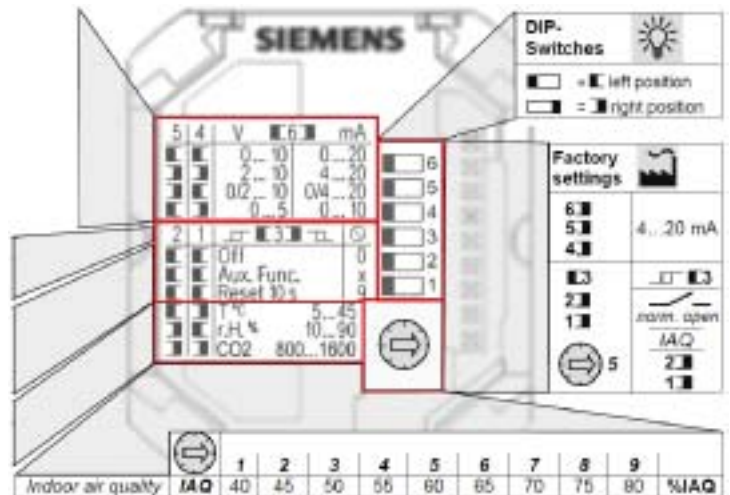 SIEMENS
DIP-
Switches
= left position
= right position
5 4 V 6 mA
0...10 0...20
2...10 4...20
0/2...10 0/4...20
0...5 0...10
2 1 3
Off 0
Aux. Func. x
Reset 10 s 9
T °C 5...45
r.H. % 10...90
CO2 800...1600
6
5
4
3
2
1
Factory
settings
6
5
4
4...20 mA
3
2
1
5
3
norm. open
IAQ
2
1
1 2 3 4 5 6 7 8 9
Indoor air quality IAQ 40 45 50 55 60 65 70 75 80 %IAQ